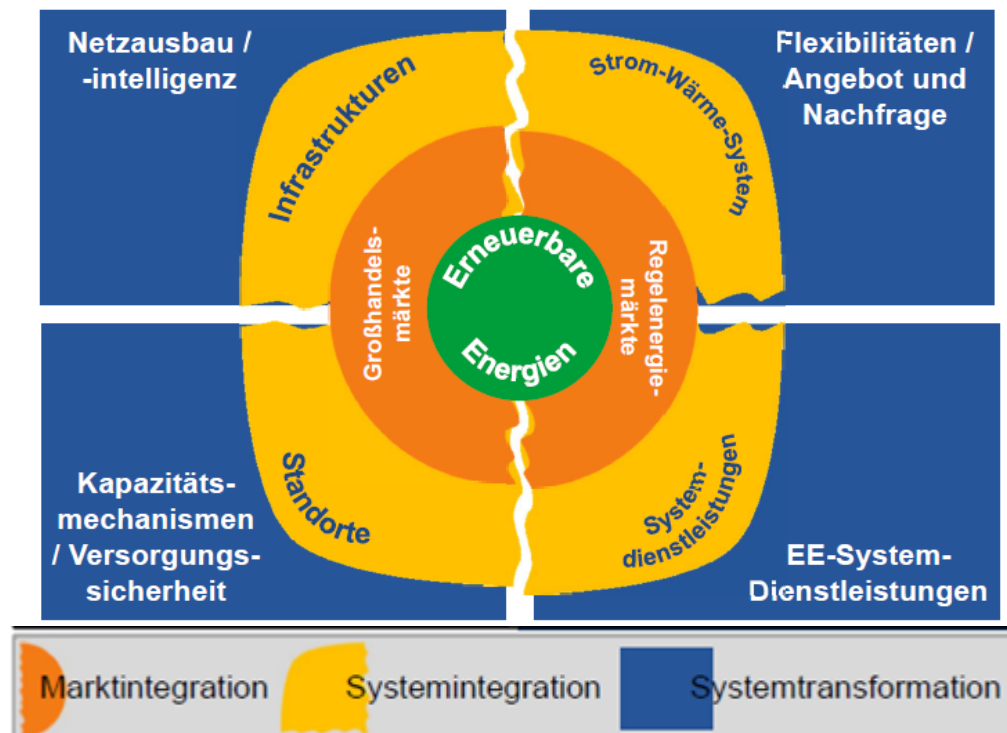 Netzausbau /
-intelligenz
Infrastrukturen
Strom-Wärme-System
Flexibilitäten /
Angebot und
Nachfrage
Großhandels-
märkte
Erneuerbare
Energien
Regelenergie-
märkte
Kapazitäts-
mechanismen
/ Versorgungs-
sicherheit
Standorte
System-
dienstleistungen
EE-System-
Dienstleistungen
Marktintegration
Systemintegration
Systemtransformation